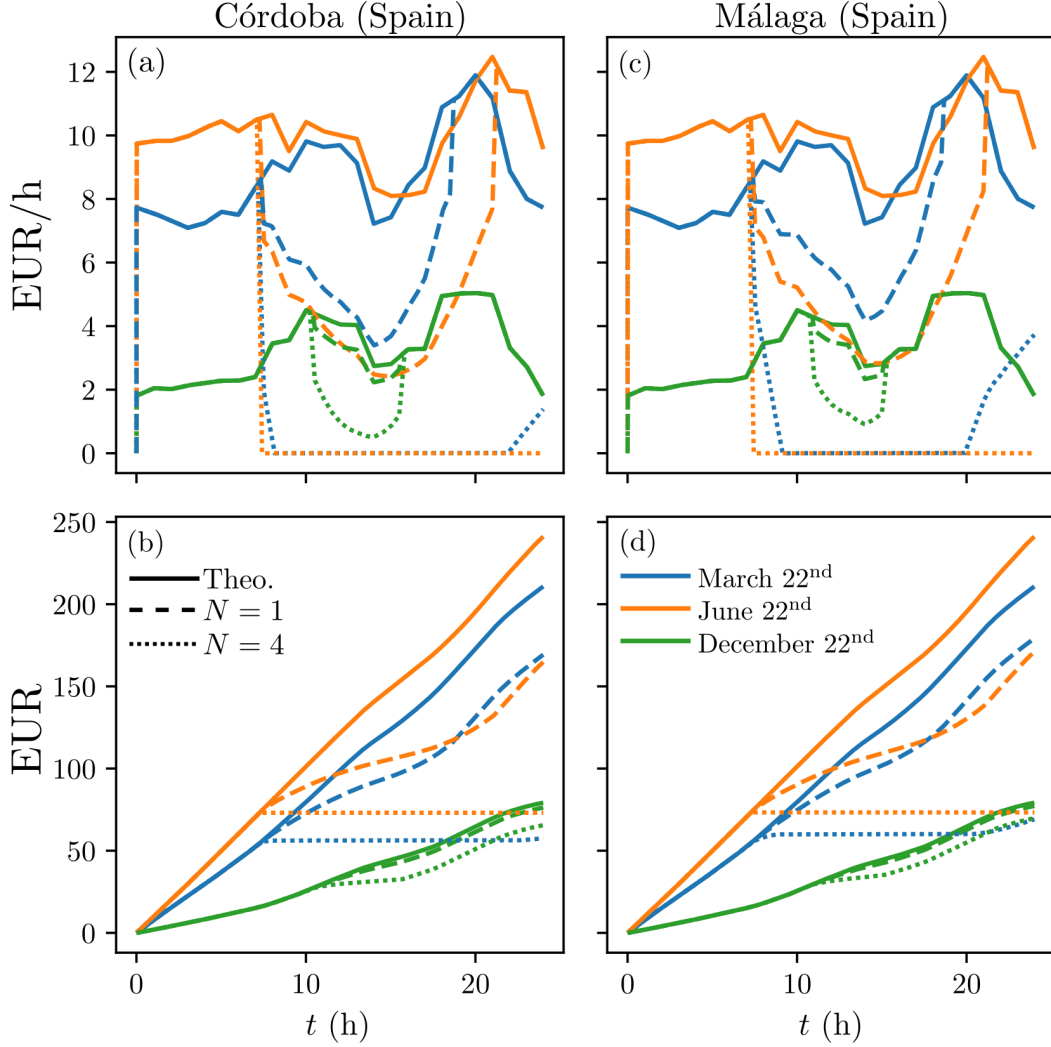 Córdoba (Spain)
Málaga (Spain)
(a)
(c)
12
10
8
6
4
2
0
EUR/h
(b)
(d)
250
200
150
100
50
0
EUR
Theo.
N = 1
N = 4
March 22nd
June 22nd
December 22nd
0 10 20
0 10 20
t (h)
t (h)